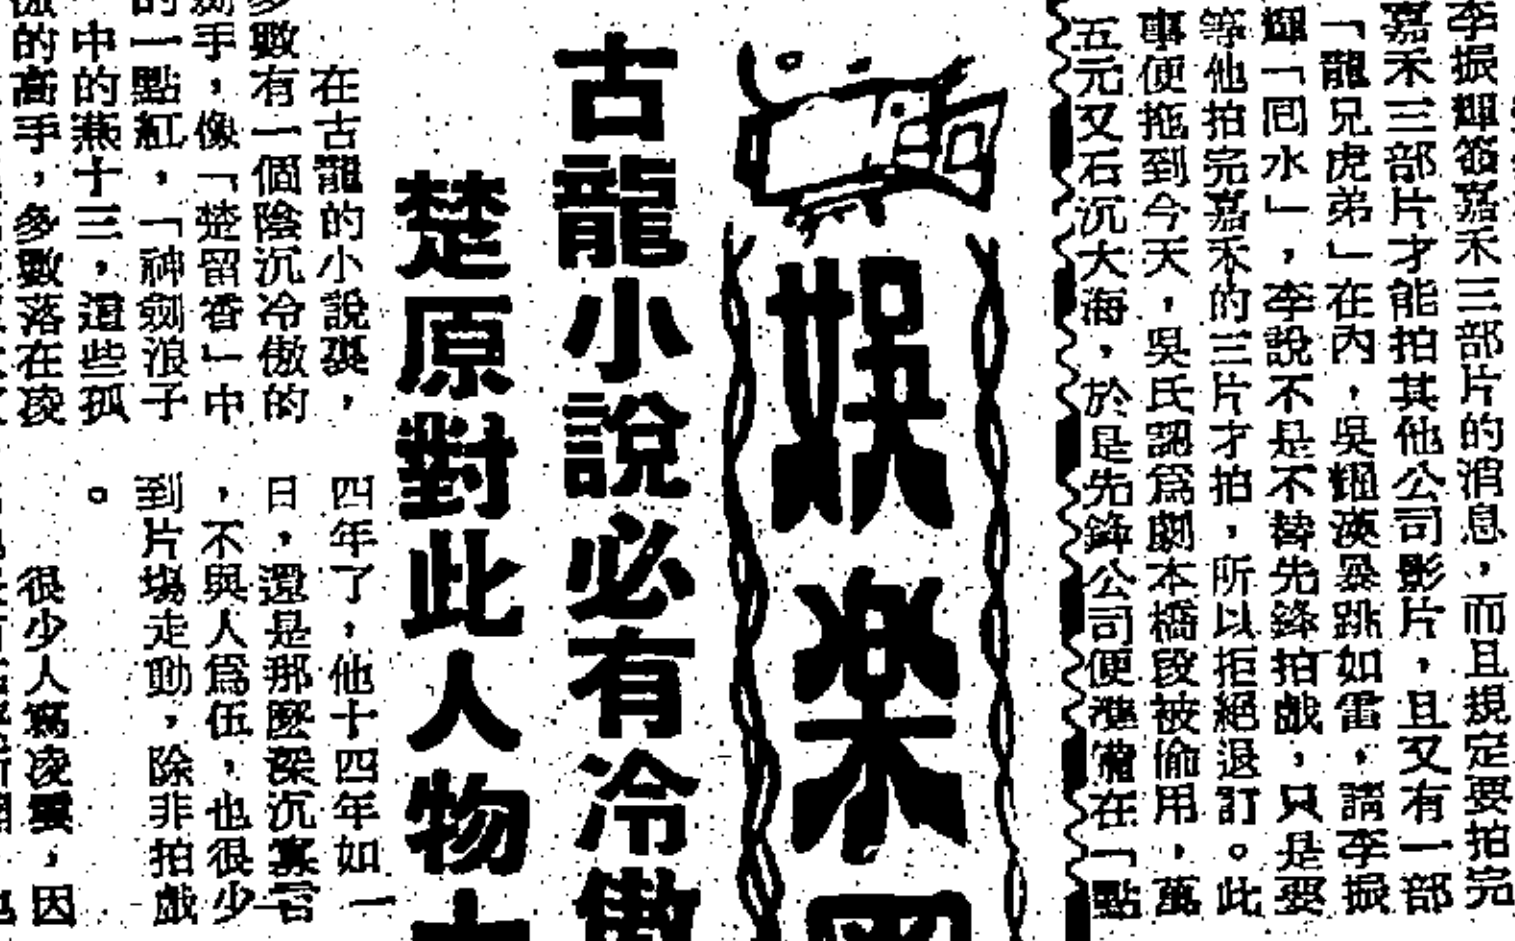 李振輝簽嘉禾三部片的消息，而且規定要拍完
嘉禾三部片才能拍其他公司影片，且又有一部
「龍兄虎弟」在內，吳耀漢暴跳如雷，請李振
輝「回水」，李說不是不替先鋒拍戲，只是要
等他拍完嘉禾的三片才拍，所以拒絕退訂。此
事便拖到今天，吳氏認爲劇本橋段被偷用，萬
五元又石沉大海，於是先鋒公司便準備在「點
娛樂
古龍小說必有冷傲
楚原對此人物
在古龍的小說裏，
多數有一個陰沉冷傲的
劍手，像「楚留香」中
的一點紅，「神劍浪子
中的燕十三，這些孤
傲的高手，多數落在凌
四年了，他十四年如一
日，還是那麼深沉寡言
，不與人爲伍，也很少
到片場走動，除非拍戲
。
很少人寫凌雲，因